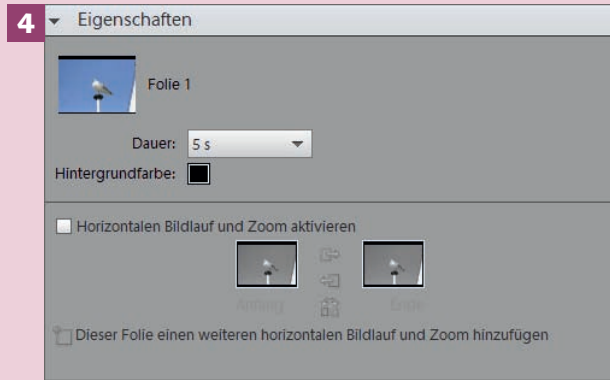 4
Eigenschaften
Folie 1
Dauer: 5 s
Hintergrundfarbe:
Horizontalen Bildlauf und Zoom aktivieren
Anfang Ende
Dieser Folie einen weiteren horizontalen Bildlauf und Zoom hinzufügen